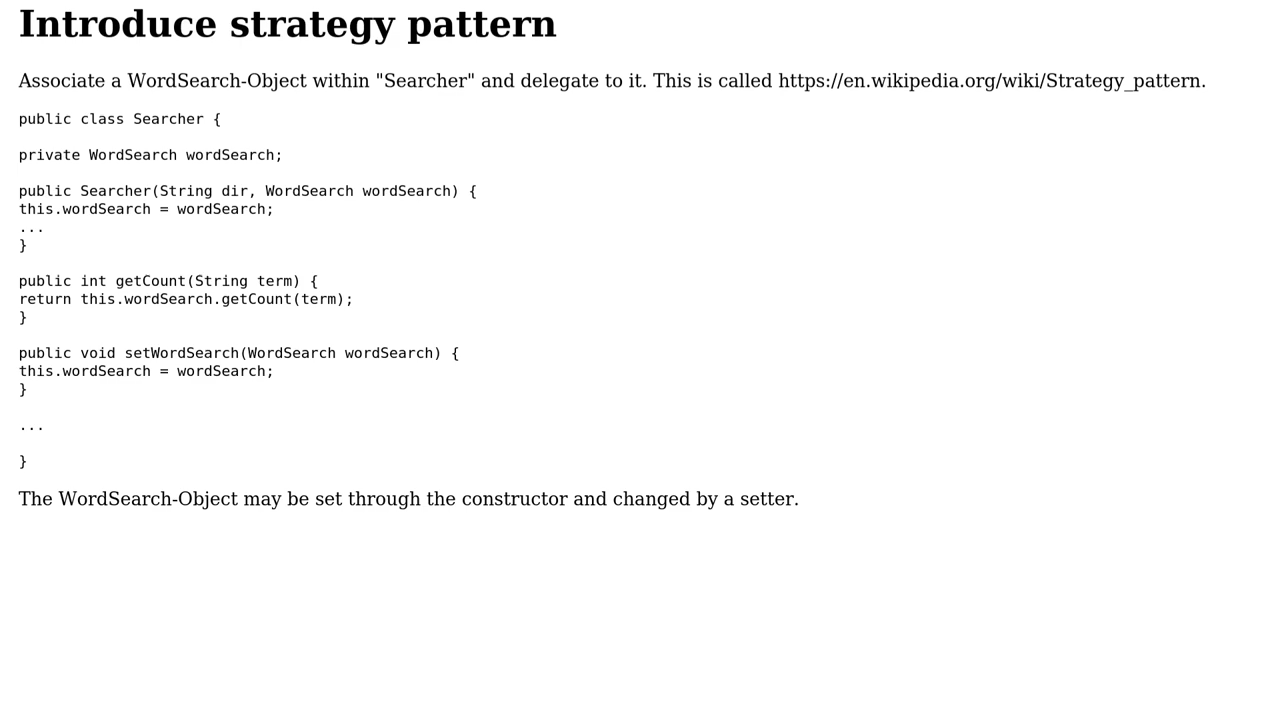 Introduce strategy pattern
Associate a WordSearch-Object within "Searcher" and delegate to it. This is called https://en.wikipedia.org/wiki/Strategy_pattern.
public class Searcher {
private WordSearch wordSearch;
public Searcher(String dir, WordSearch wordSearch) {
this.wordSearch = wordSearch;
...
}
public int getCount(String term) {
return this.wordSearch.getCount(term);
}
public void setWordSearch(WordSearch wordSearch) {
this.wordSearch = wordSearch;
}
...
}
The WordSearch-Object may be set through the constructor and changed by a setter.